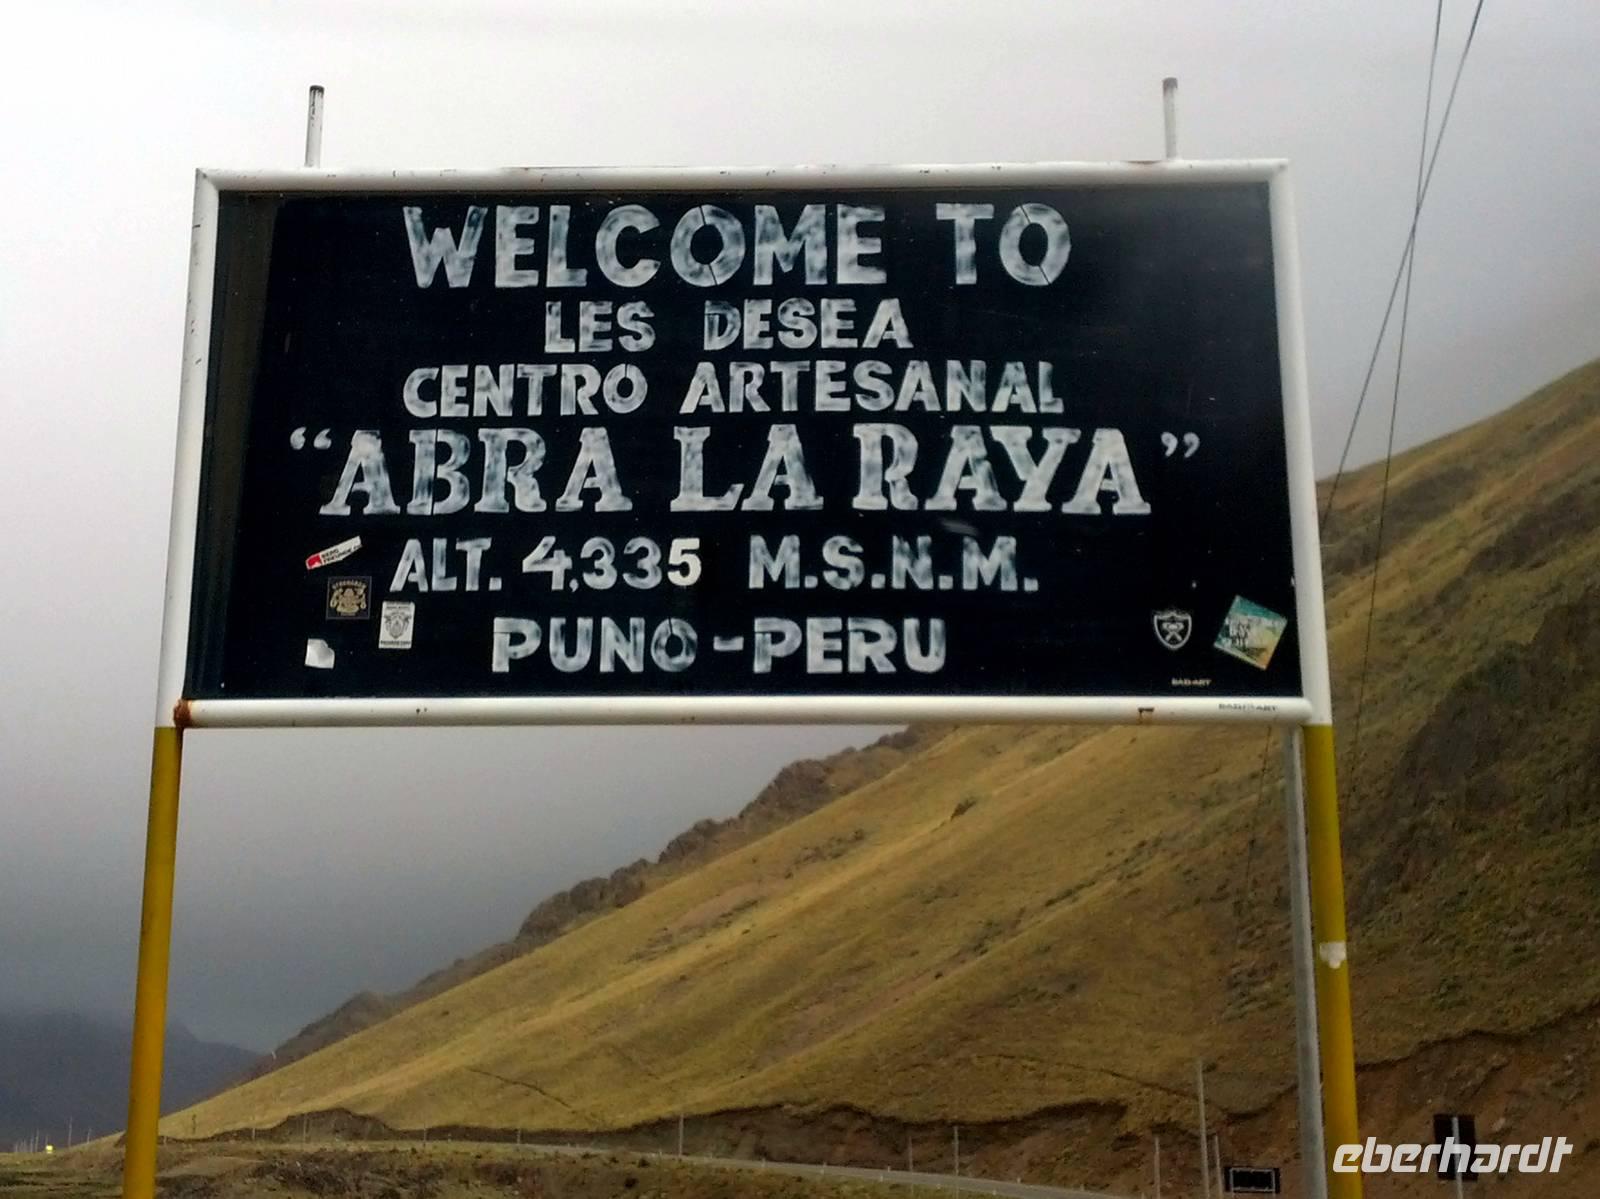 WELCOME TO
LES DESEA
CENTRO ARTESANAL
“ABRA LA RAYA”
ALT. 4,335 M.S.N.M.
PUNO-PERU
eberhardt